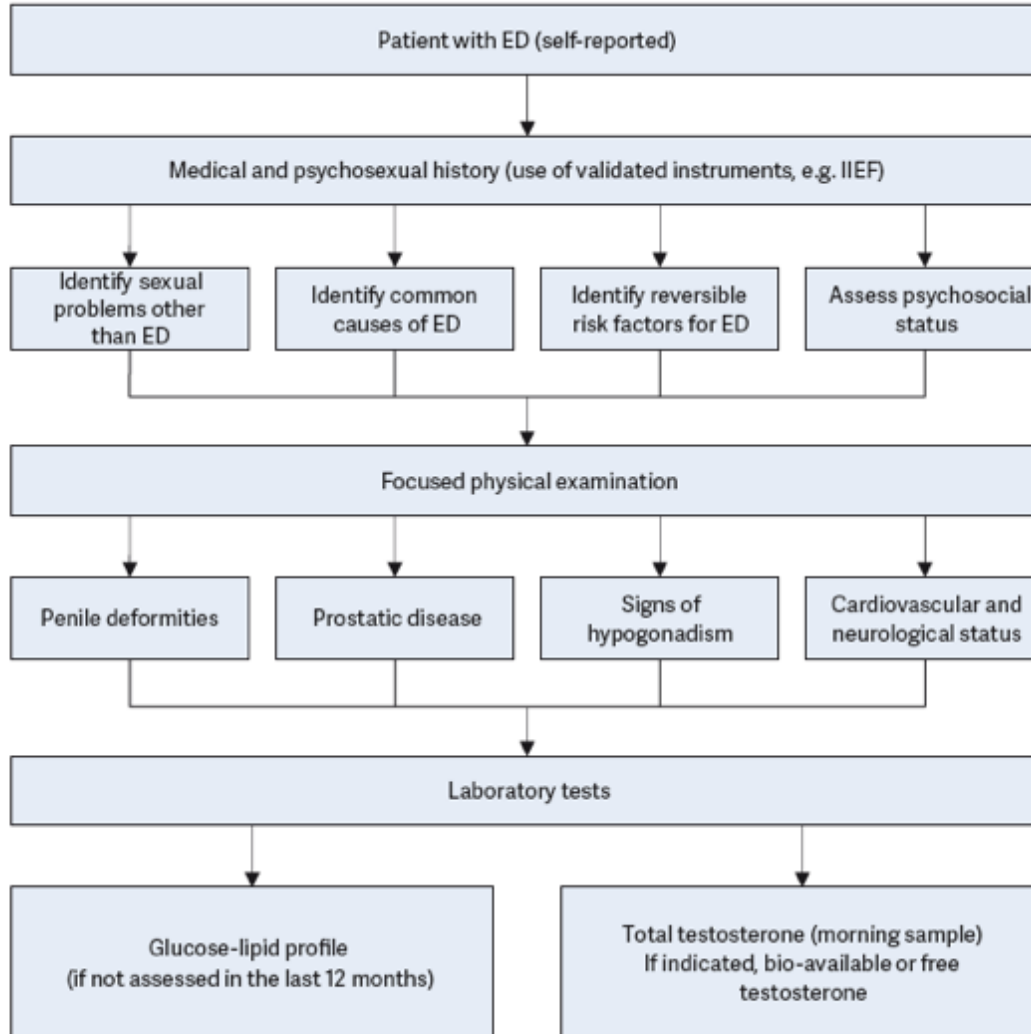 Patient with ED (self-reported)
Medical and psychosexual history (use of validated instruments, e.g. IIEF)
Identify sexual
problems other
than ED
Identify common
causes of ED
Identify reversible
risk factors for ED
Assess psychosocial
status
Focused physical examination
Penile deformities
Prostatic disease
Signs of
hypogonadism
Cardiovascular and
neurological status
Laboratory tests
Glucose-lipid profile
(if not assessed in the last 12 months)
Total testosterone (morning sample)
If indicated, bio-available or free
testosterone